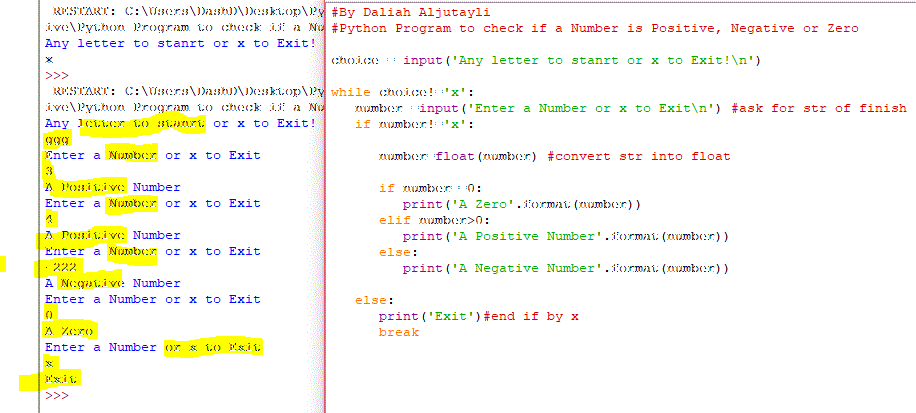 RESTART: C:\Users\DashD\Desktop\Py
ive\Python Program to check if a Nu
Any letter to stanrt or x to Exit!
x
>>>
RESTART: C:\Users\DashD\Desktop\Py
ive\Python Program to check if a Nu
Any letter to stanrt or x to Exit!
ggg
Enter a Number or x to Exit
3
A Positive Number
Enter a Number or x to Exit
4
A Positive Number
Enter a Number or x to Exit
-222
A Negative Number
Enter a Number or x to Exit
0
A Zero
Enter a Number or x to Exit
x
Exit
>>>
#By Daliah Aljutayli
#Python Program to check if a Number is Positive, Negative or Zero
choice = input('Any letter to stanrt or x to Exit!\n')
while choice!='x':
number =input('Enter a Number or x to Exit\n') #ask for str of finish
if number!='x':
number=float(number) #convert str into float
if number==0:
print('A Zero'.format(number))
elif number>0:
print('A Positive Number'.format(number))
else:
print('A Negative Number'.format(number))
else:
print('Exit')#end if by x
break